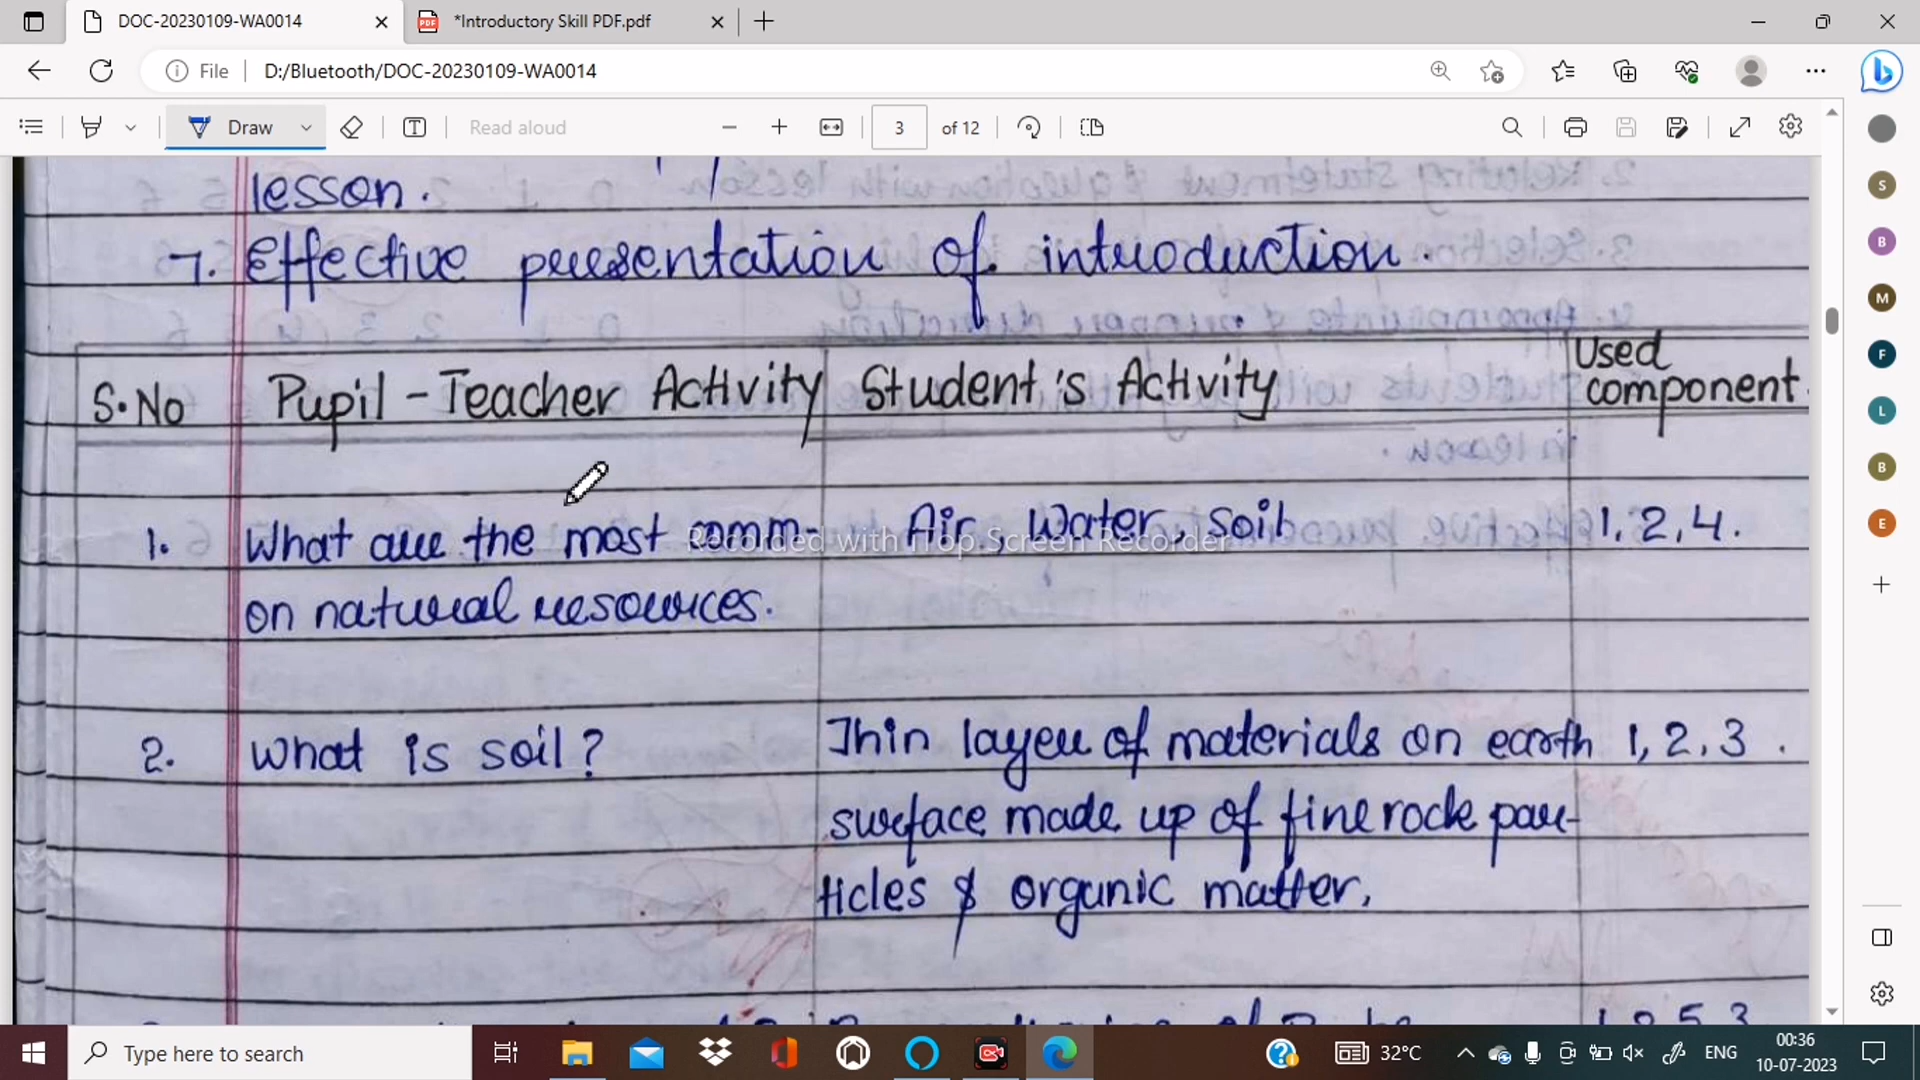 DOC-20230109-WA0014
*Introductory Skill PDF.pdf
File
D:/Bluetooth/DOC-20230109-WA0014
Draw
Read aloud
3 of 12
lesson.
7. Effective presentation of introduction.
S.No Pupil - Teacher Activity Student's Activity Used component.
1. What are the most comm- Air, Water, soil 1, 2, 4.
on natural resources.
Recorded with iTop Screen Recorder
2. What is soil? Thin layer of materials on earth 1, 2, 3.
surface made up of fine rock par-
ticles & organic matter.
S
B
M
F
L
B
E
Type here to search
32°C
ENG
00:36
10-07-2023